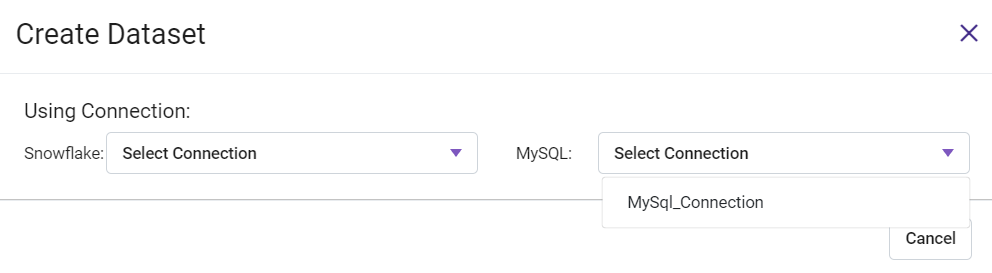 Create Dataset
Using Connection:
Snowflake: Select Connection MySQL: Select Connection
MySql_Connection
Cancel